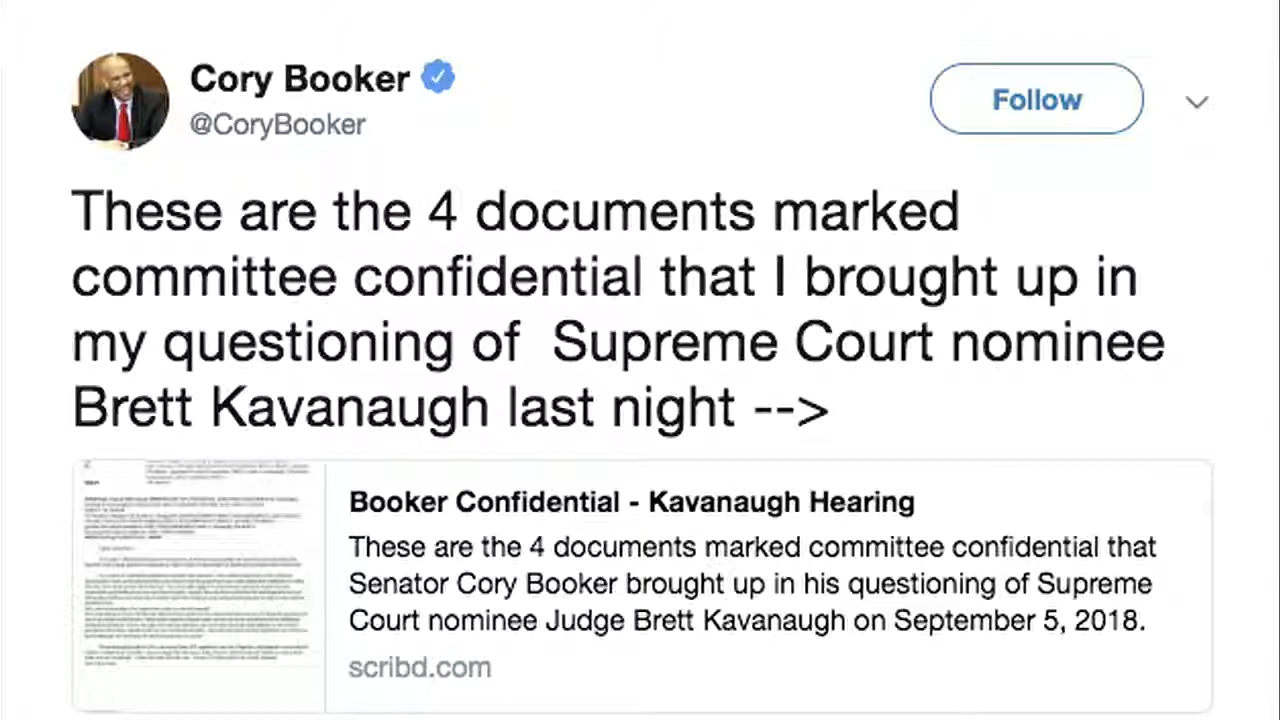 Cory Booker
@CoryBooker
Follow
These are the 4 documents marked
committee confidential that I brought up in
my questioning of  Supreme Court nominee
Brett Kavanaugh last night -->
Booker Confidential - Kavanaugh Hearing
These are the 4 documents marked committee confidential that
Senator Cory Booker brought up in his questioning of Supreme
Court nominee Judge Brett Kavanaugh on September 5, 2018.
scribd.com